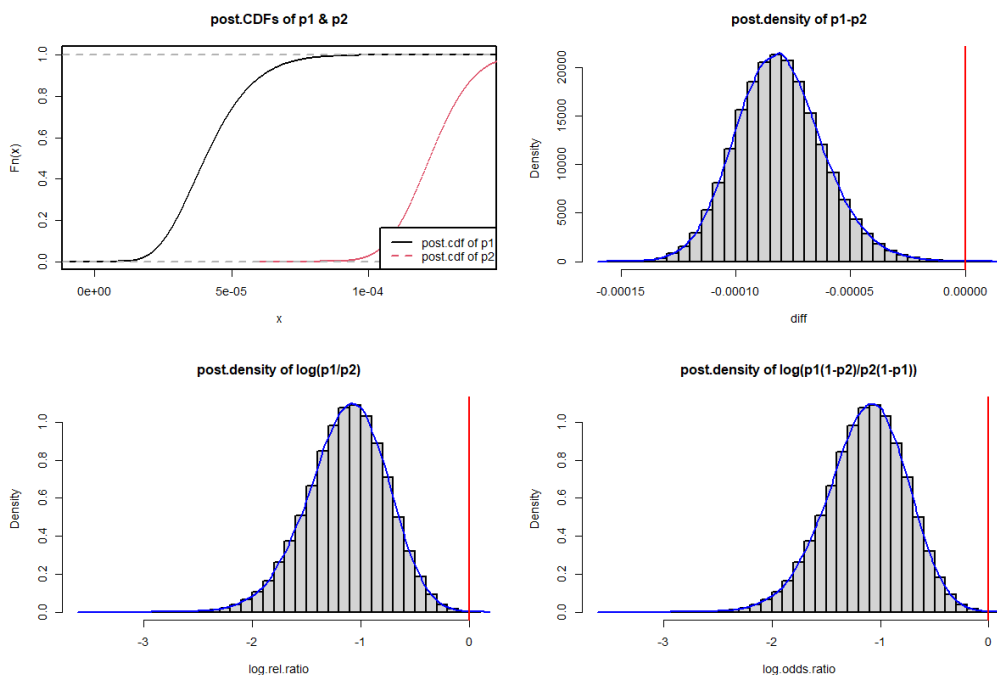 post.CDFs of p1 & p2
Fn(x)
0.0 0.2 0.4 0.6 0.8 1.0
post.cdf of p1
post.cdf of p2
0e+00 5e-05 1e-04
x
post.density of p1-p2
Density
0 5000 10000 15000 20000
-0.00015 -0.00010 -0.00005 0.00000
diff
post.density of log(p1/p2)
Density
0.0 0.2 0.4 0.6 0.8 1.0
-3 -2 -1 0
log.rel.ratio
post.density of log(p1(1-p2)/p2(1-p1))
Density
0.0 0.2 0.4 0.6 0.8 1.0
-3 -2 -1 0
log.odds.ratio